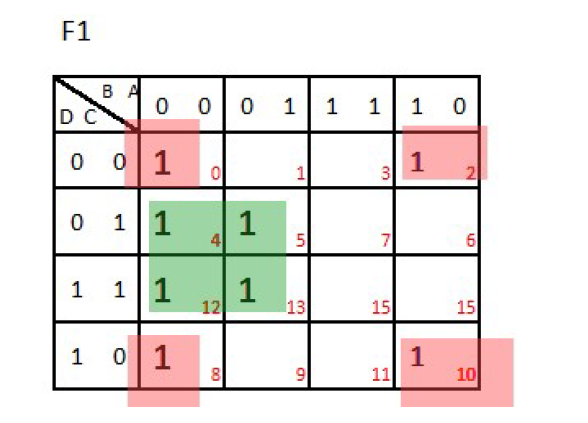 F1
B A
D C
0 0 0 1 1 1 1 0
0 0 1 0 1 3 1 2
0 1 1 4 1 5 7 6
1 1 1 12 1 13 15 15
1 0 1 8 9 11 1 10